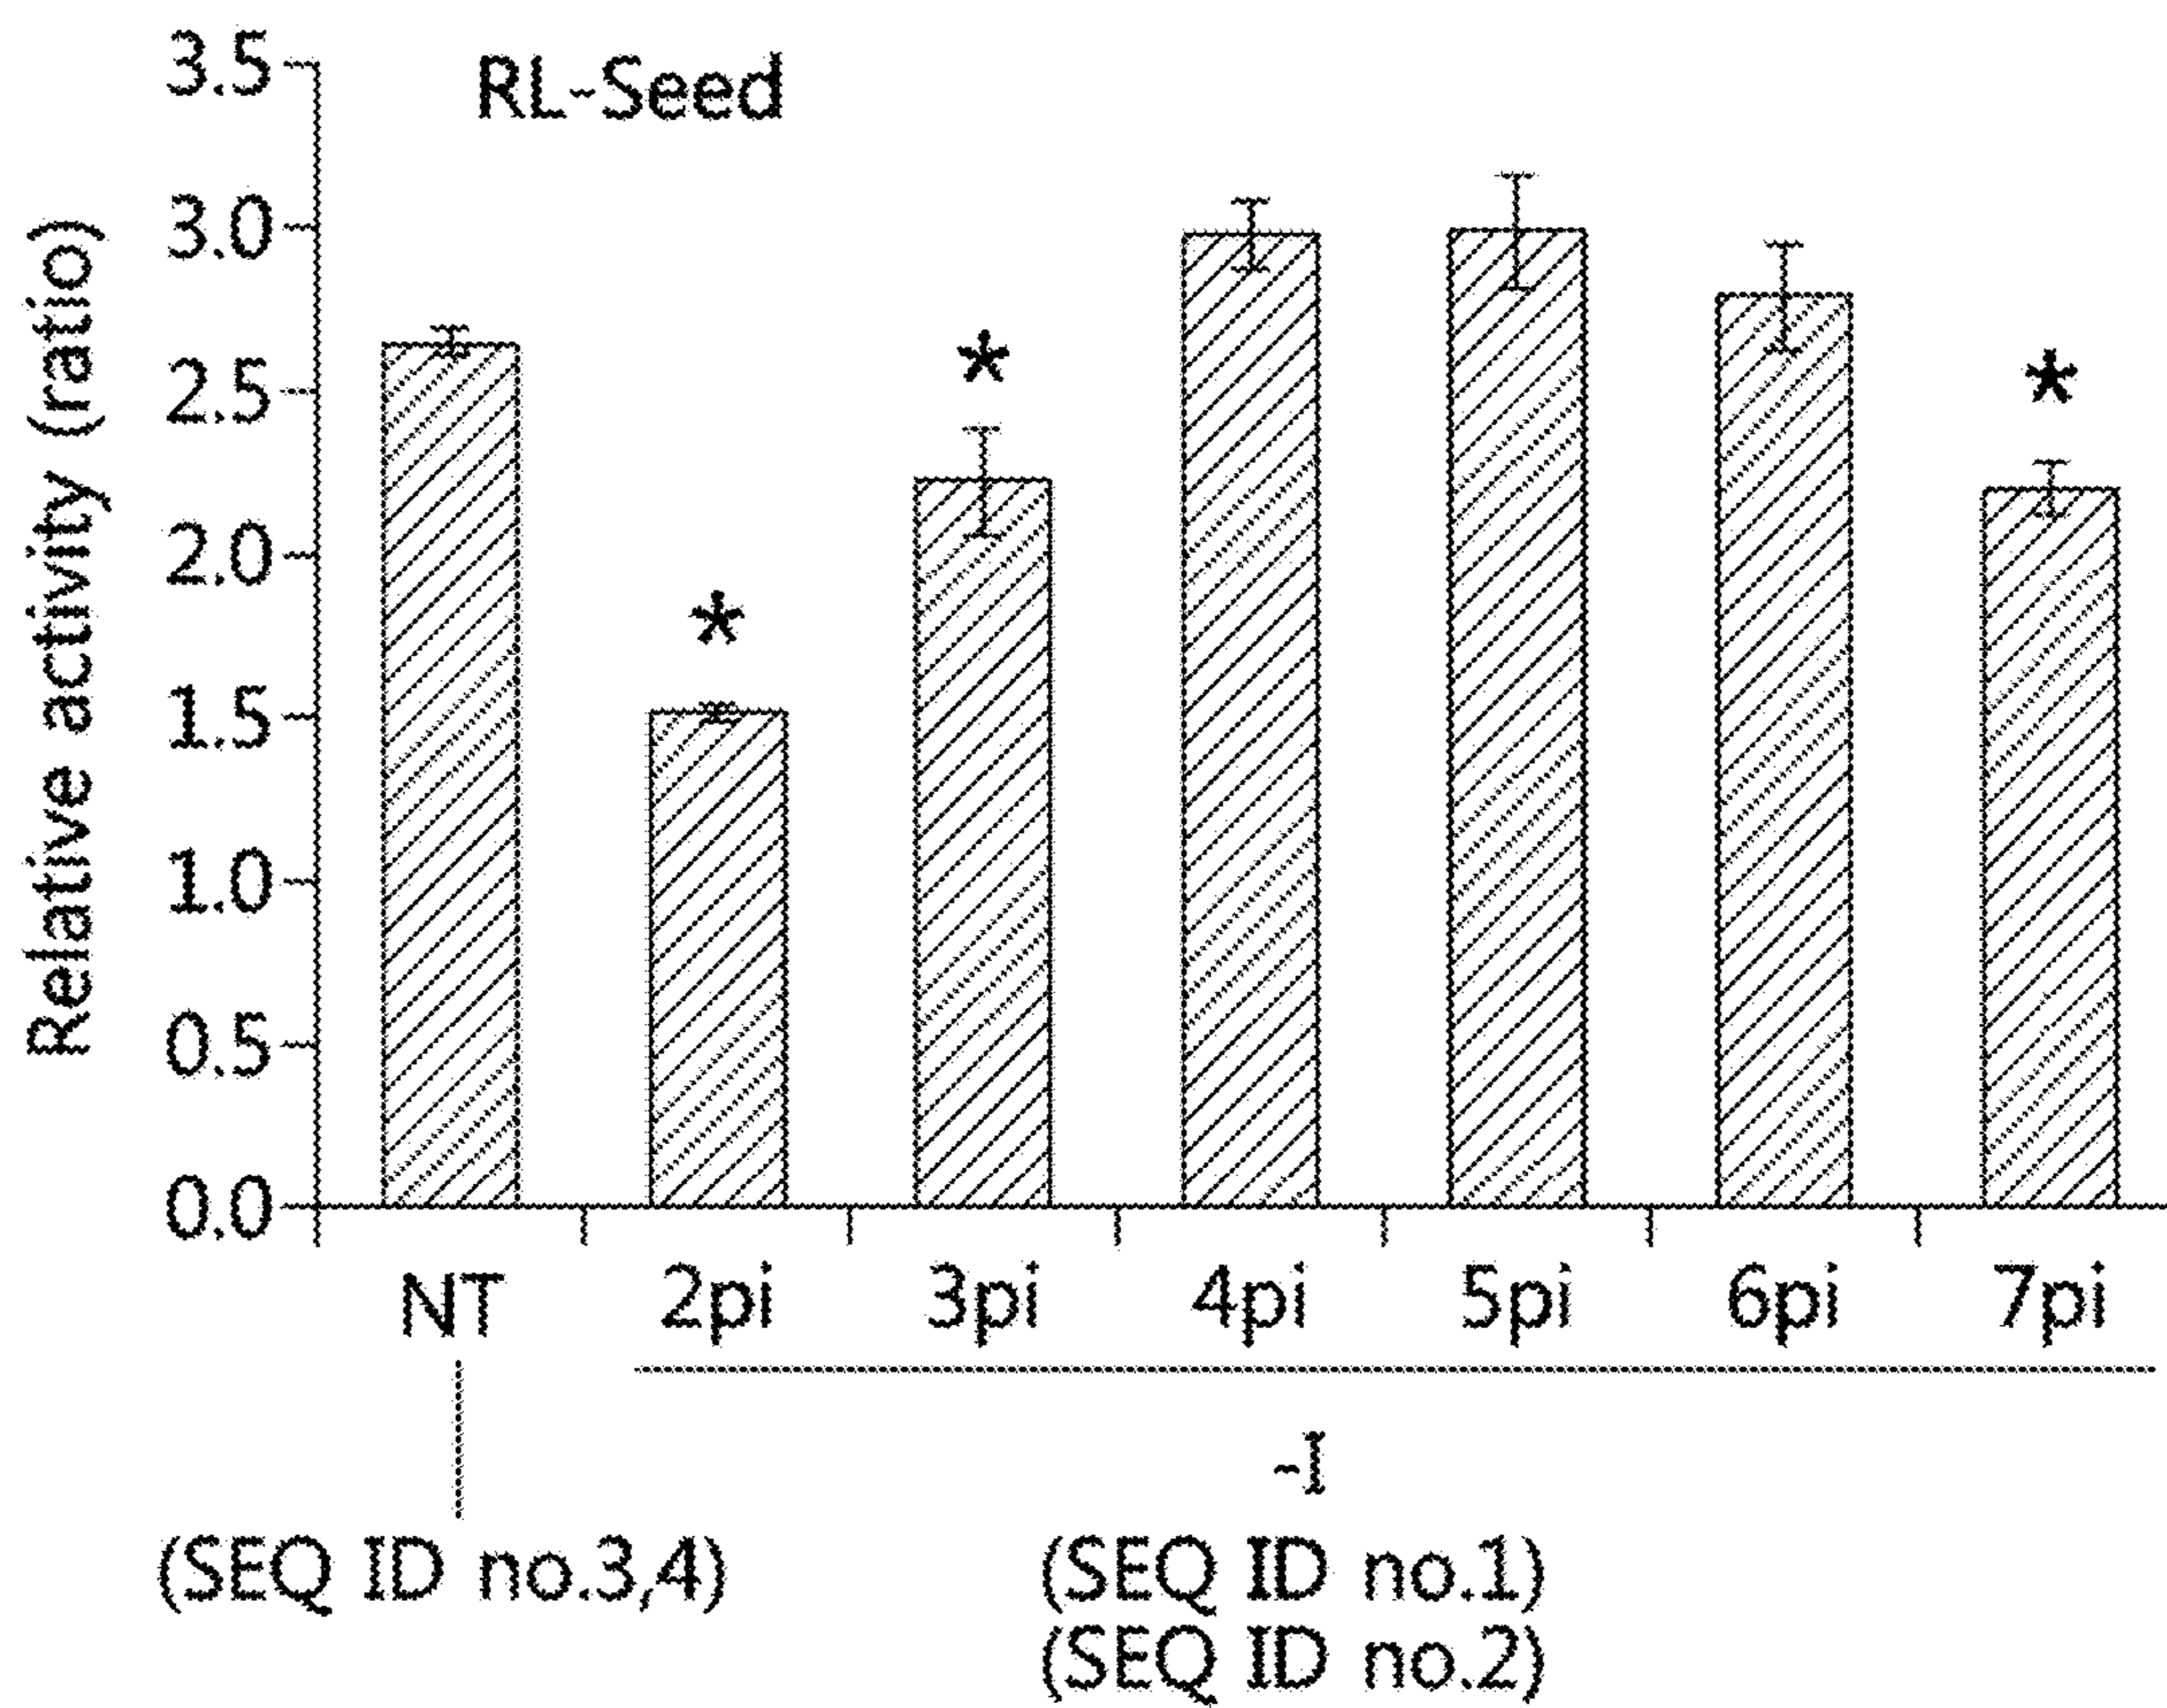 RL-Seed
Relative activity (ratio)
3.5
3.0
2.5
2.0
1.5
1.0
0.5
0.0
*
*
*
NT 2pi 3pi 4pi 5pi 6pi 7pi
-I
(SEQ ID no.3,4) (SEQ ID no.1)
(SEQ ID no.2)